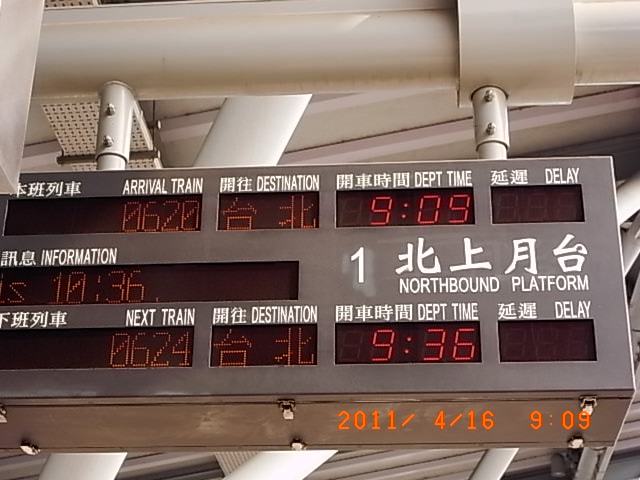 本班列車 ARRIVAL TRAIN 開往 DESTINATION 開車時間 DEPT TIME 延遲 DELAY
0620 台北 9:09
訊息 INFORMATION
is 10:36.
1 北上月台
NORTHBOUND PLATFORM
下班列車 NEXT TRAIN 開往 DESTINATION 開車時間 DEPT TIME 延遲 DELAY
0624 台北 9:36
2011/ 4/16 9:09